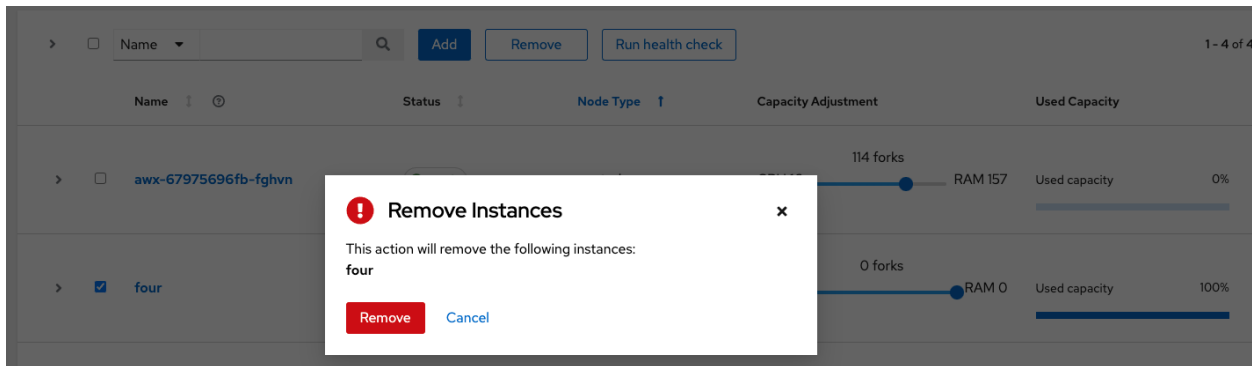 Name Add Remove Run health check 1 - 4 of 4
Name Status Node Type Capacity Adjustment Used Capacity
114 forks
awx-67975696fb-fghvn RAM 157 Used capacity 0%
Remove Instances
This action will remove the following instances:
four
0 forks
four RAM 0 Used capacity 100%
Remove Cancel